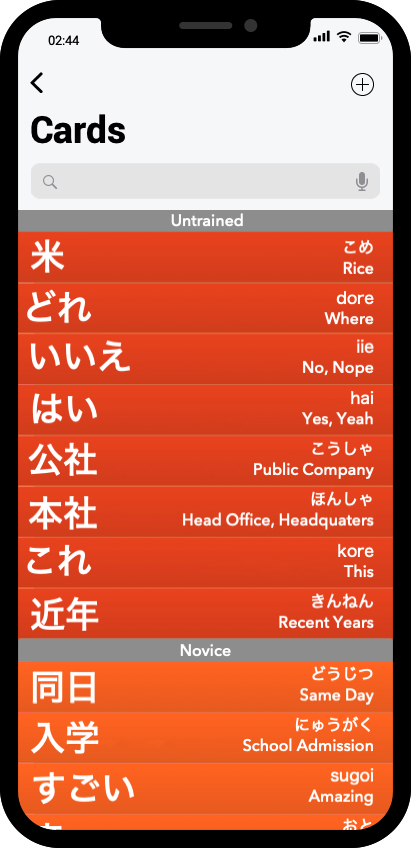 02:44
Cards
Untrained
米
こめ
Rice
どれ
dore
Where
いいえ
iie
No, Nope
はい
hai
Yes, Yeah
公社
こうしゃ
Public Company
本社
ほんしゃ
Head Office, Headquaters
これ
kore
This
近年
きんねん
Recent Years
Novice
同日
どうじつ
Same Day
入学
にゅうがく
School Admission
すごい
sugoi
Amazing
おと